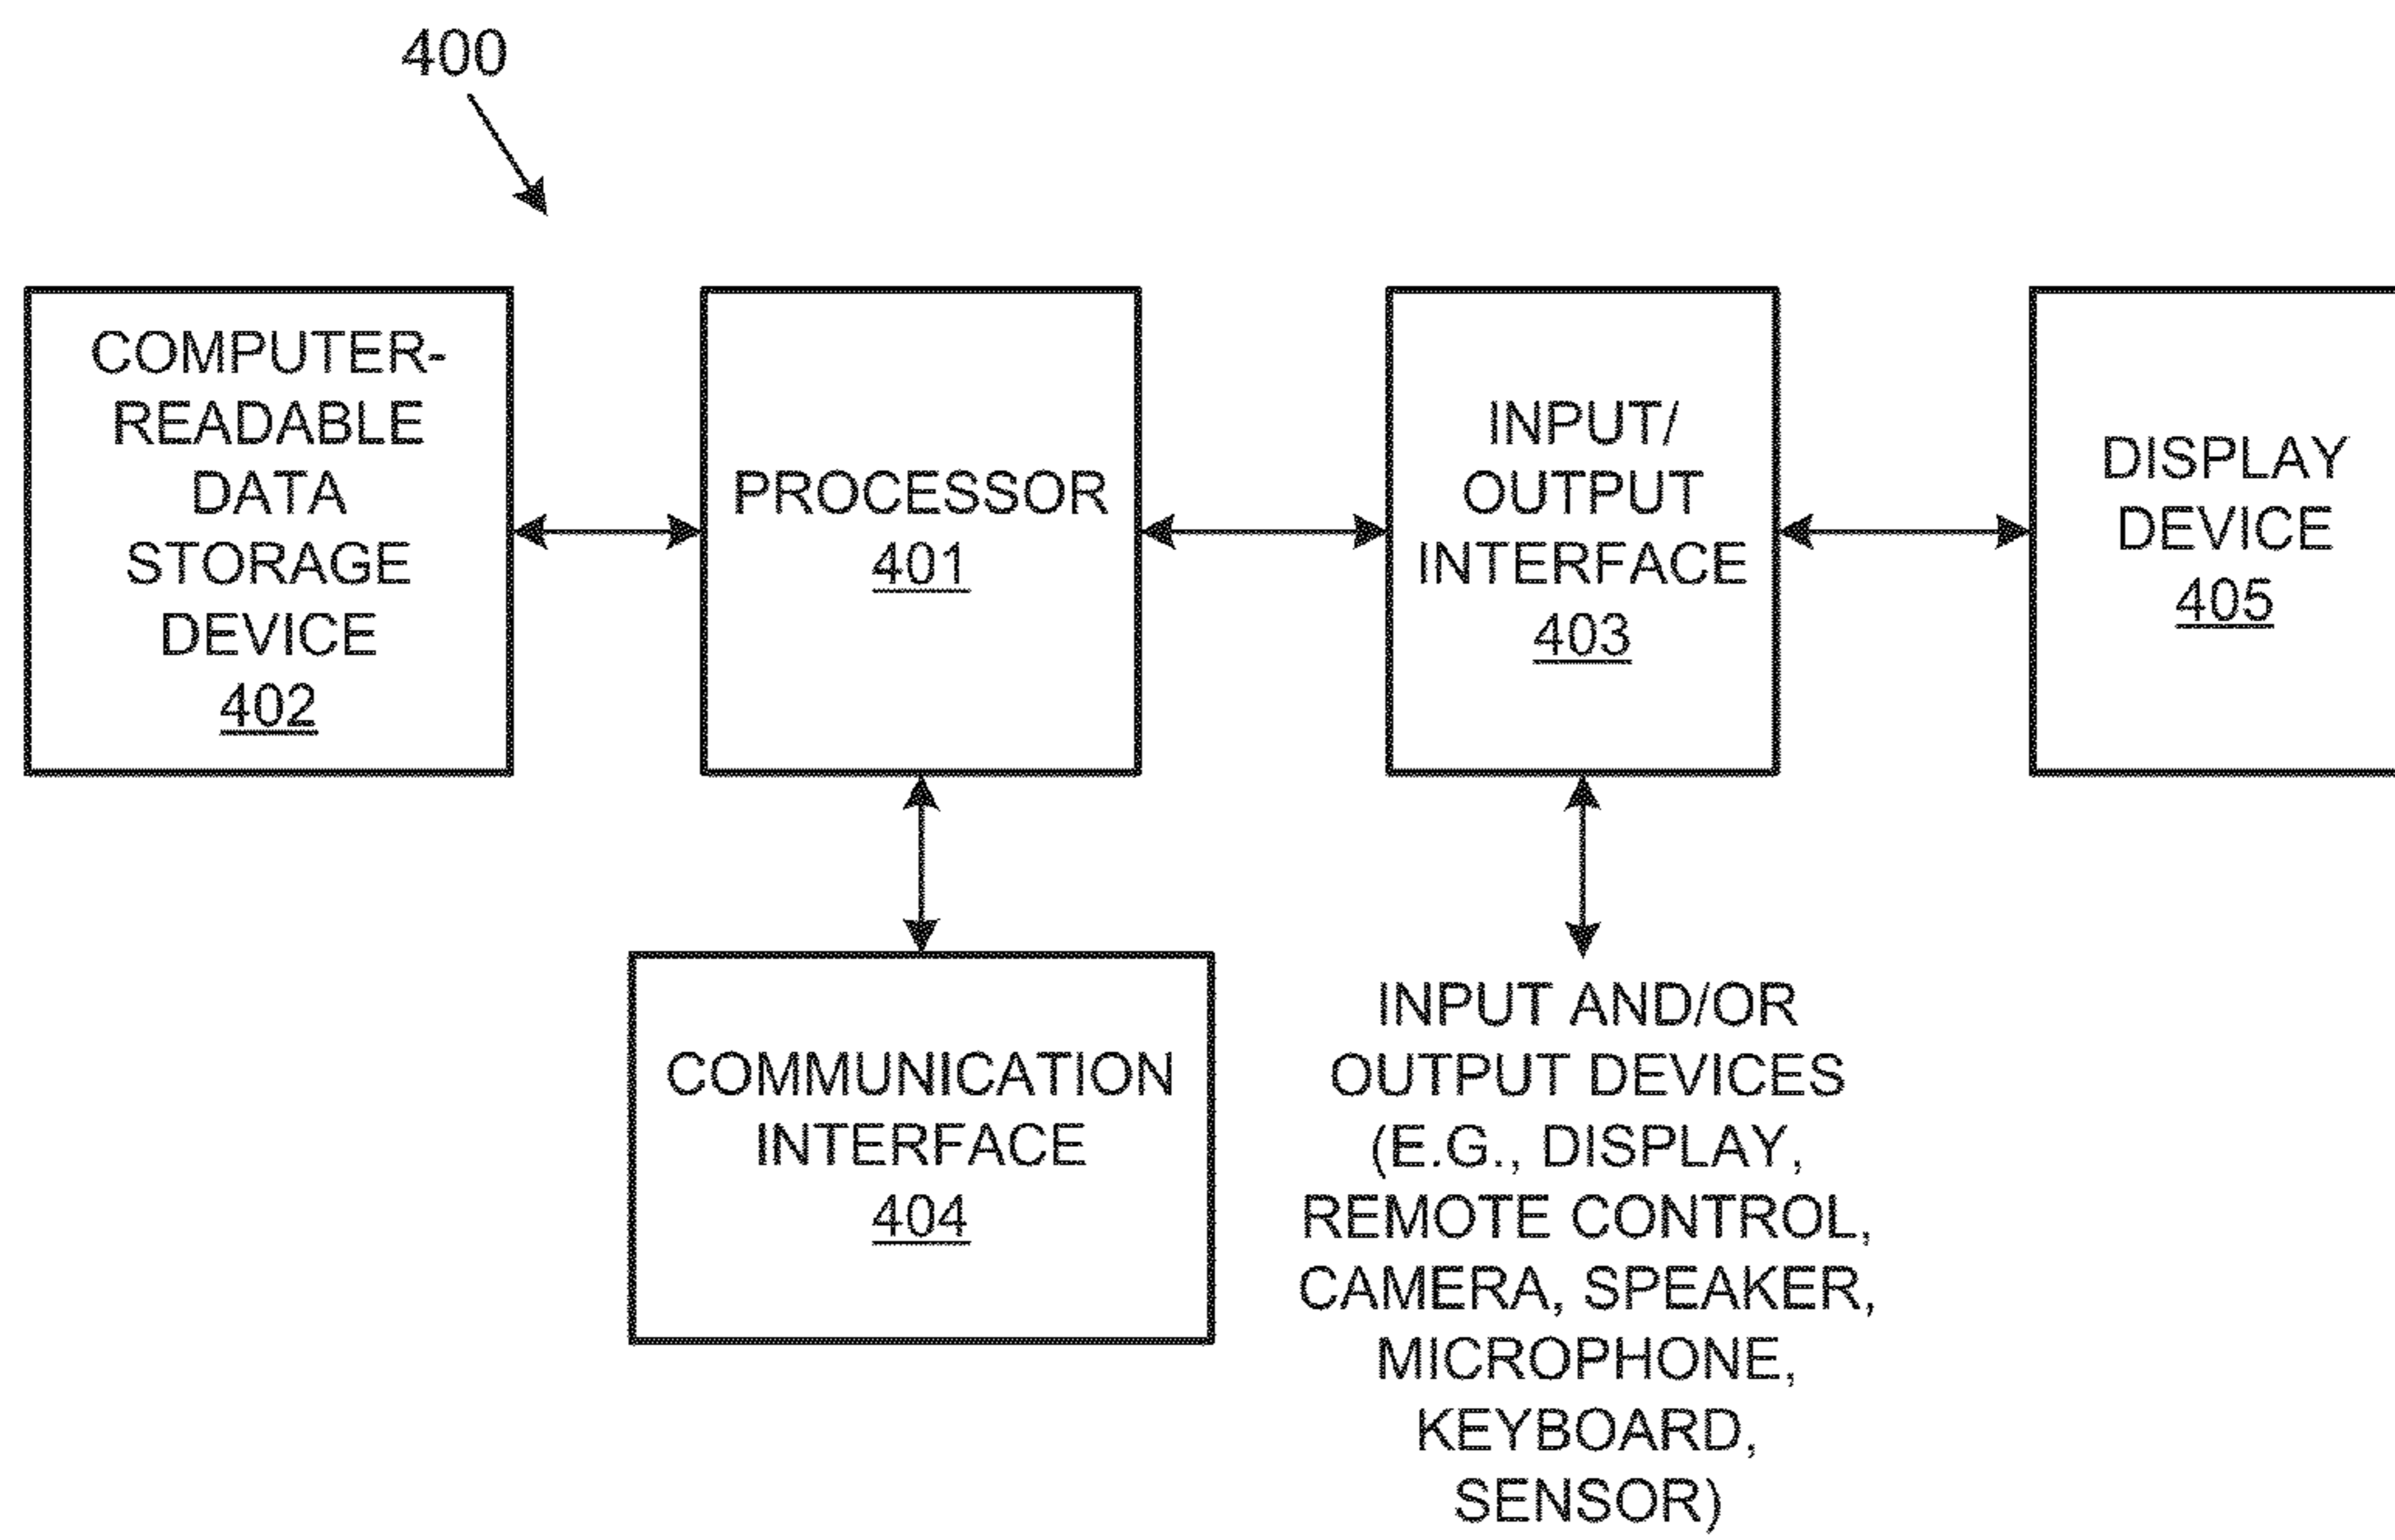 400
COMPUTER-
READABLE
DATA
STORAGE
DEVICE
402
PROCESSOR
401
INPUT/
OUTPUT
INTERFACE
403
DISPLAY
DEVICE
405
COMMUNICATION
INTERFACE
404
INPUT AND/OR
OUTPUT DEVICES
(E.G., DISPLAY,
REMOTE CONTROL,
CAMERA, SPEAKER,
MICROPHONE,
KEYBOARD,
SENSOR)